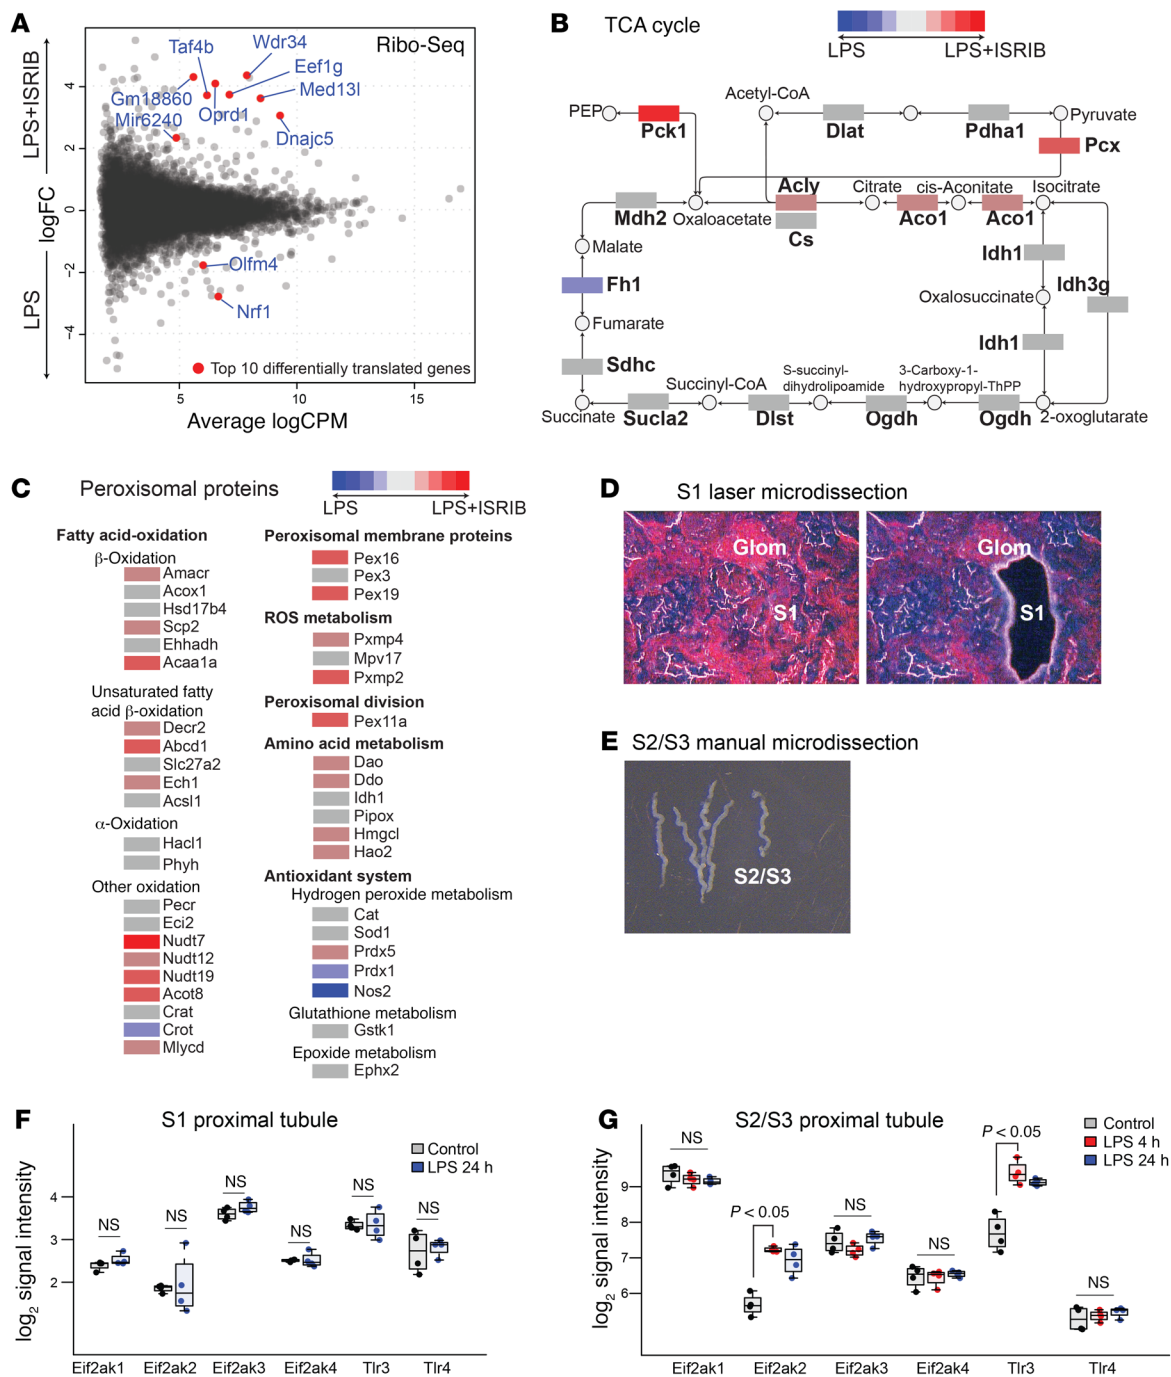 A
Ribo-Seq
LPS+ISRIB
logFC
LPS
4
2
0
−2
−4
Taf4b
Wdr34
Eef1g
Med13l
Gm18860
Mir6240
Oprd1
Dnajc5
Olfm4
Nrf1
Top 10 differentially translated genes
5
10
15
Average logCPM
B
TCA cycle
LPS
LPS+ISRIB
PEP
Pck1
Acetyl-CoA
Dlat
Pdha1
Pyruvate
Pcx
Mdh2
Oxaloacetate
Acly
Cs
Citrate
Aco1
cis-Aconitate
Aco1
Isocitrate
Malate
Idh1
Fh1
Oxalosuccinate
Idh3g
Fumarate
Idh1
Sdhc
Succinate
Sucla2
Succinyl-CoA
Dlst
S-succinyl-
dihydrolipoamide
Ogdh
3-Carboxy-1-
hydroxypropyl-ThPP
Ogdh
2-oxoglutarate
C
Peroxisomal proteins
LPS
LPS+ISRIB
Fatty acid-oxidation
β-Oxidation
Amacr
Acox1
Hsd17b4
Scp2
Ehhadh
Acaa1a
Unsaturated fatty
acid β-oxidation
Decr2
Abcd1
Slc27a2
Ech1
Acsl1
α-Oxidation
Hacl1
Phyh
Other oxidation
Pecr
Eci2
Nudt7
Nudt12
Nudt19
Acot8
Crat
Crot
Mlycd
Peroxisomal membrane proteins
Pex16
Pex3
Pex19
ROS metabolism
Pxmp4
Mpv17
Pxmp2
Peroxisomal division
Pex11a
Amino acid metabolism
Dao
Ddo
Idh1
Pipox
Hmgcl
Hao2
Antioxidant system
Hydrogen peroxide metabolism
Cat
Sod1
Prdx5
Prdx1
Nos2
Glutathione metabolism
Gstk1
Epoxide metabolism
Ephx2
D
S1 laser microdissection
Glom
S1
Glom
S1
E
S2/S3 manual microdissection
S2/S3
F
S1 proximal tubule
Control
LPS 24 h
log2 signal intensity
4
3
2
NS
NS
NS
NS
NS
NS
Eif2ak1
Eif2ak2
Eif2ak3
Eif2ak4
Tlr3
Tlr4
G
S2/S3 proximal tubule
Control
LPS 4 h
LPS 24 h
log2 signal intensity
9
8
7
6
NS
P < 0.05
NS
NS
P < 0.05
NS
Eif2ak1
Eif2ak2
Eif2ak3
Eif2ak4
Tlr3
Tlr4